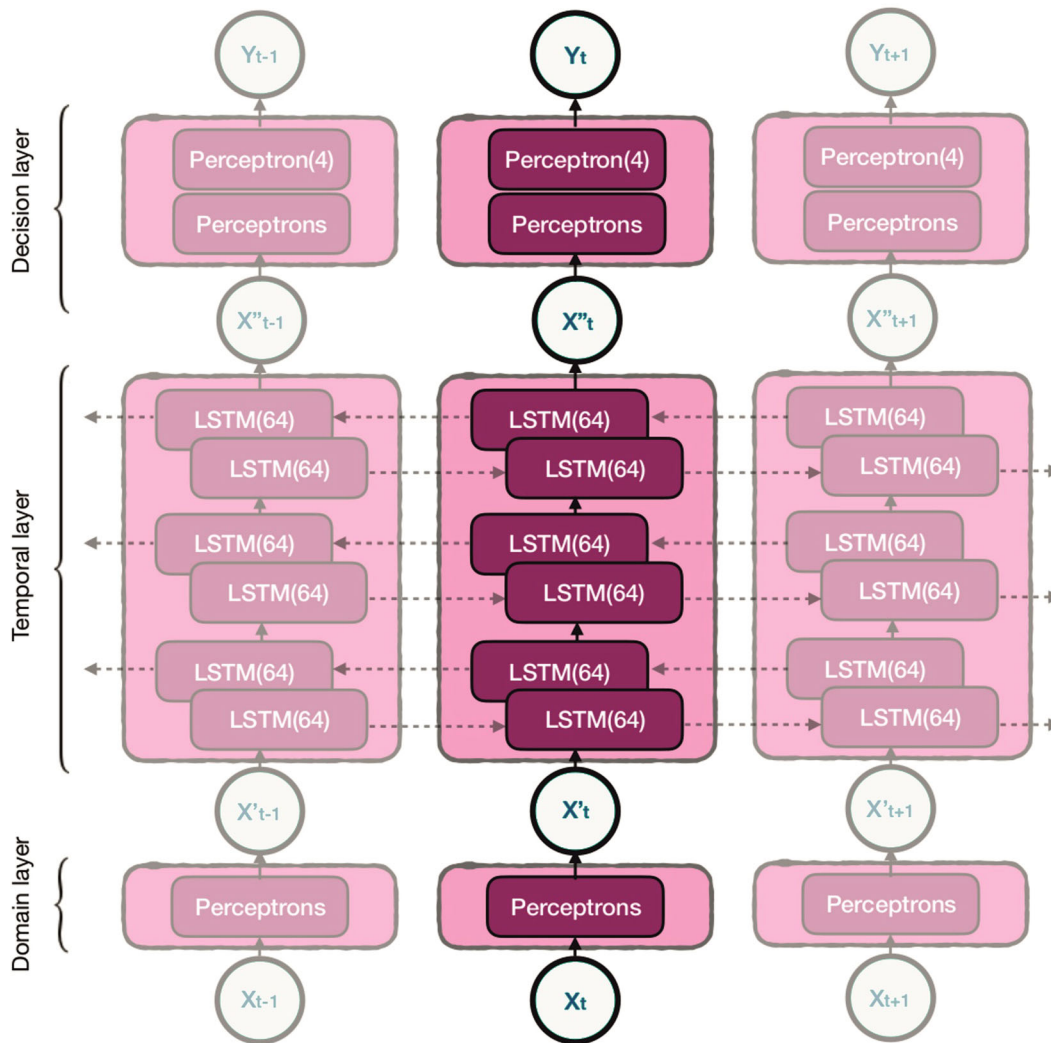 Yt-1 Yt Yt+1
Decision layer
Perceptron(4) Perceptron(4) Perceptron(4)
Perceptrons Perceptrons Perceptrons
X"t-1 X"t X"t+1
Temporal layer
LSTM(64) LSTM(64) LSTM(64)
LSTM(64) LSTM(64) LSTM(64)
LSTM(64) LSTM(64) LSTM(64)
LSTM(64) LSTM(64) LSTM(64)
LSTM(64) LSTM(64) LSTM(64)
LSTM(64) LSTM(64) LSTM(64)
X't-1 X't X't+1
Domain layer
Perceptrons Perceptrons Perceptrons
Xt-1 Xt Xt+1